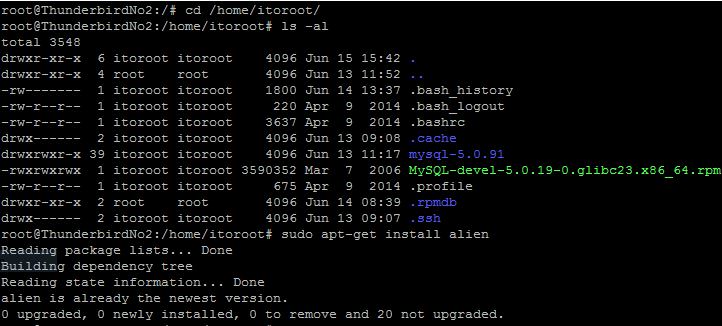 root@ThunderbirdNo2:/# cd /home/itoroot/
root@ThunderbirdNo2:/home/itoroot# ls -al
total 3548
drwxr-xr-x  6 itoroot itoroot    4096 Jun 15 15:42 .
drwxr-xr-x  4 root    root       4096 Jun 13 11:52 ..
-rw-------  1 itoroot itoroot    1800 Jun 14 13:37 .bash_history
-rw-r--r--  1 itoroot itoroot     220 Apr  9  2014 .bash_logout
-rw-r--r--  1 itoroot itoroot    3637 Apr  9  2014 .bashrc
drwx------  2 itoroot itoroot    4096 Jun 13 09:08 .cache
drwxrwxr-x 39 itoroot itoroot    4096 Jun 13 11:17 mysql-5.0.91
-rwxrwxrwx  1 itoroot itoroot 3590352 Mar  7  2006 MySQL-devel-5.0.19-0.glibc23.x86_64.rpm
-rw-r--r--  1 itoroot itoroot     675 Apr  9  2014 .profile
drwxr-xr-x  2 root    root       4096 Jun 14 08:39 .rpmdb
drwx------  2 itoroot itoroot    4096 Jun 13 09:07 .ssh
root@ThunderbirdNo2:/home/itoroot# sudo apt-get install alien
Reading package lists... Done
Building dependency tree
Reading state information... Done
alien is already the newest version.
0 upgraded, 0 newly installed, 0 to remove and 20 not upgraded.